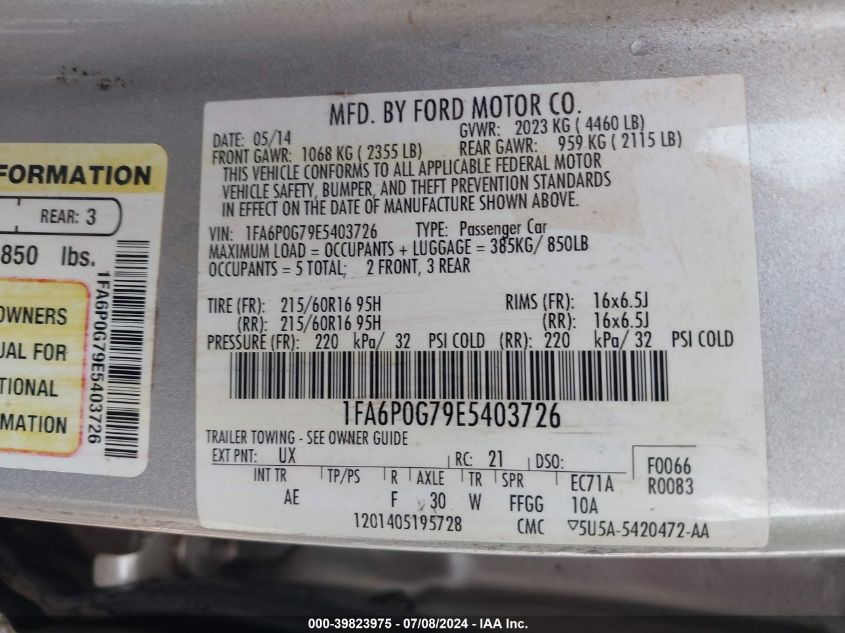 MFD. BY FORD MOTOR CO.
DATE: 05/14 GVWR: 2023 KG ( 4460 LB)
FRONT GAWR: 1068 KG ( 2355 LB) REAR GAWR: 959 KG ( 2115 LB)
THIS VEHICLE CONFORMS TO ALL APPLICABLE FEDERAL MOTOR
VEHICLE SAFETY, BUMPER, AND THEFT PREVENTION STANDARDS
IN EFFECT ON THE DATE OF MANUFACTURE SHOWN ABOVE.
VIN: 1FA6P0G79E5403726 TYPE: Passenger Car
MAXIMUM LOAD = OCCUPANTS + LUGGAGE = 385KG/ 850LB
OCCUPANTS = 5 TOTAL; 2 FRONT, 3 REAR
TIRE (FR): 215/60R16 95H RIMS (FR): 16x6.5J
(RR): 215/60R16 95H (RR): 16x6.5J
PRESSURE (FR): 220 kPa/ 32 PSI COLD (RR): 220 kPa/ 32 PSI COLD
1FA6P0G79E5403726
TRAILER TOWING - SEE OWNER GUIDE
EXT PNT: UX RC: 21 DSO: F0066
INT TR TP/PS R AXLE TR SPR EC71A R0083
AE F 30 W FFGG 10A
1201405195728 CMC ▽5U5A-5420472-AA
FORMATION
REAR: 3
850 lbs.
OWNERS
UAL FOR
TIONAL
RMATION
1FA6P0G79E5403726
000-39823975 - 07/08/2024 - IAA Inc.